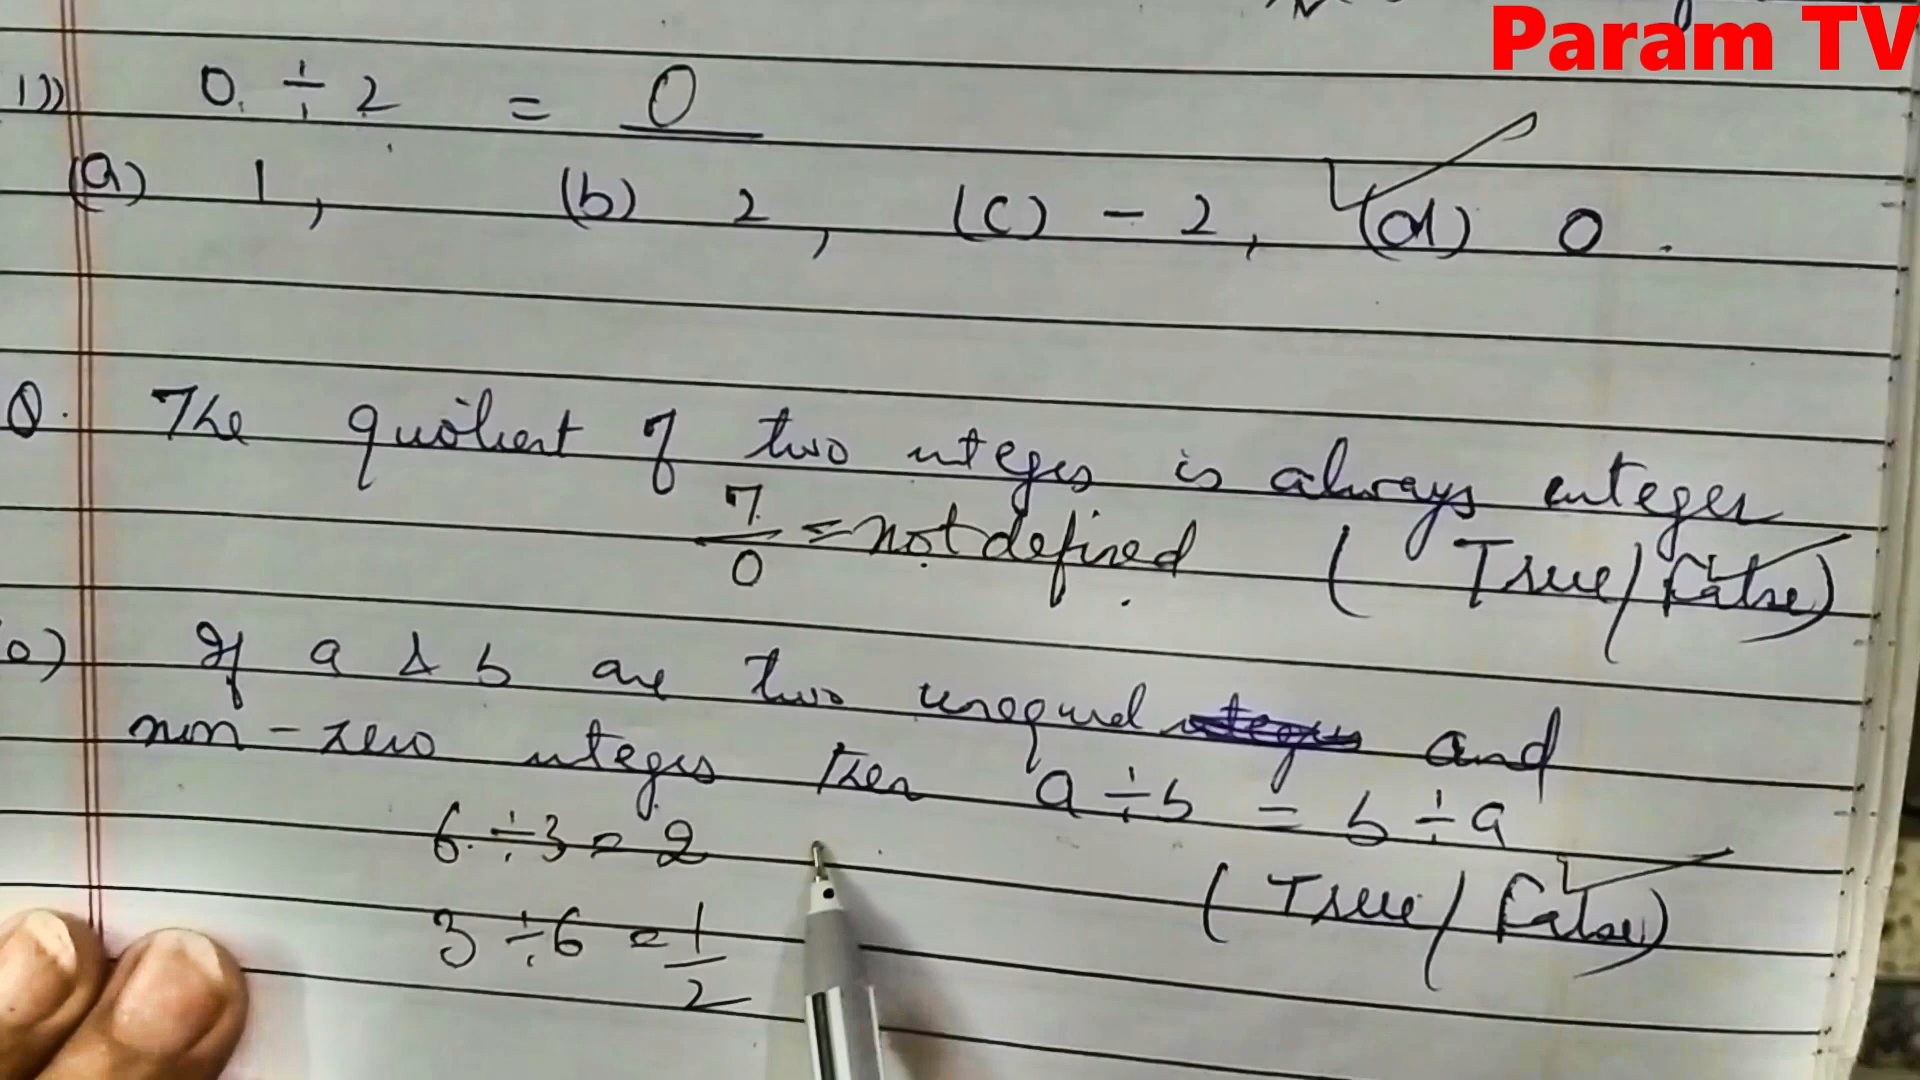 Param TV
1)) 0 ÷ 2 = 0
(a) 1, (b) 2, (c) - 2, (d) 0.
Q. The quotient of two integers is always integer
7/0 = not defined (True/False)
o) If a & b are two unequal and
non-zero integers then a ÷ b = b ÷ a
6 ÷ 3 = 2
(True/False)
3 ÷ 6 = 1/2